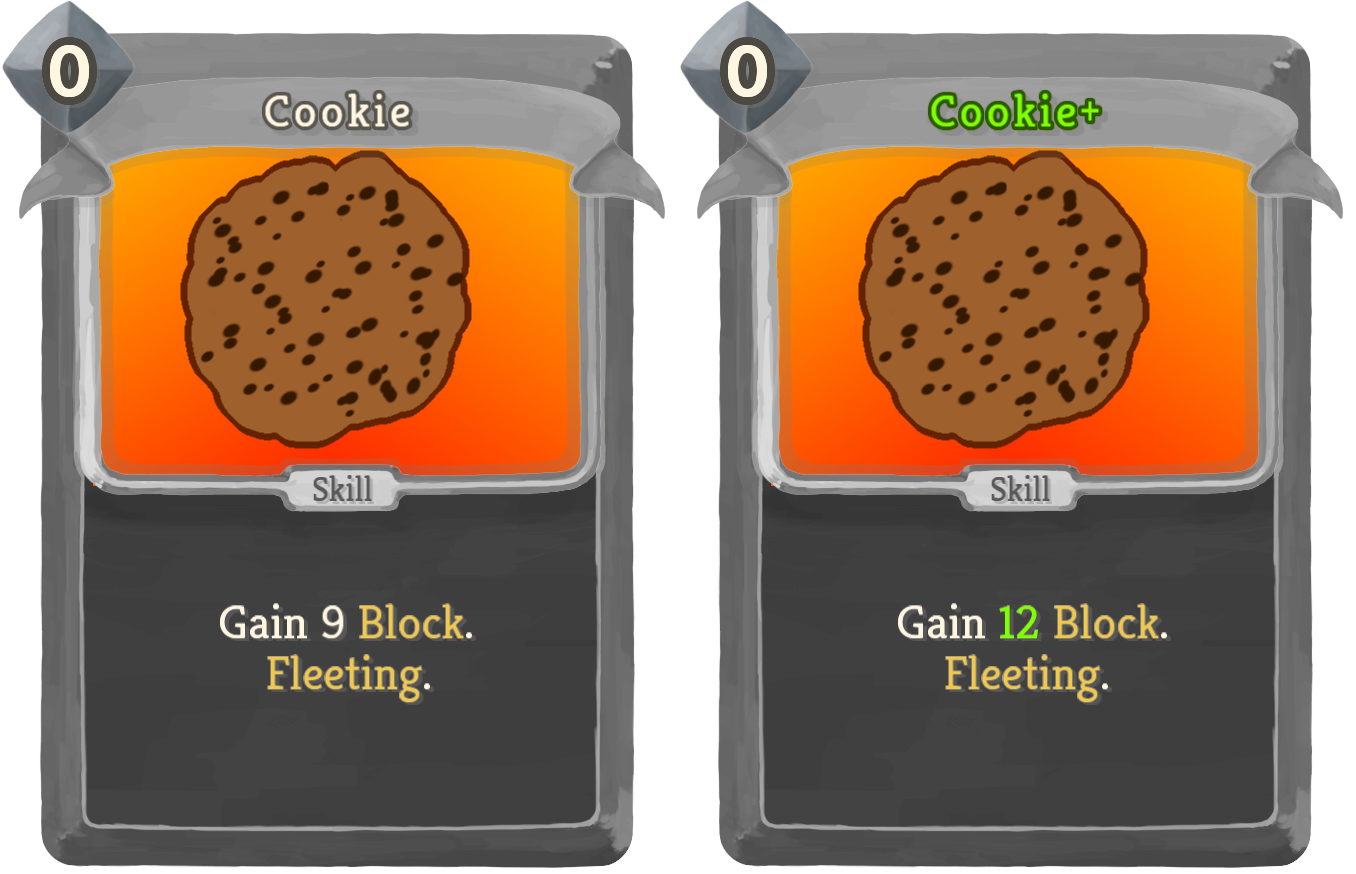 0
Cookie
Skill
Gain 9 Block.
Fleeting.
0
Cookie+
Skill
Gain 12 Block.
Fleeting.